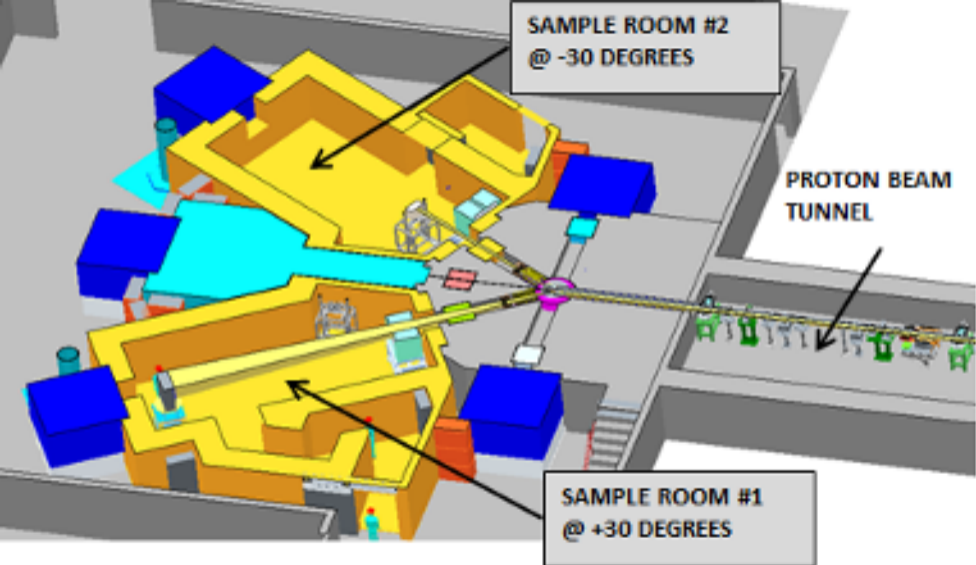 SAMPLE ROOM #2
@ -30 DEGREES
PROTON BEAM
TUNNEL
SAMPLE ROOM #1
@ +30 DEGREES